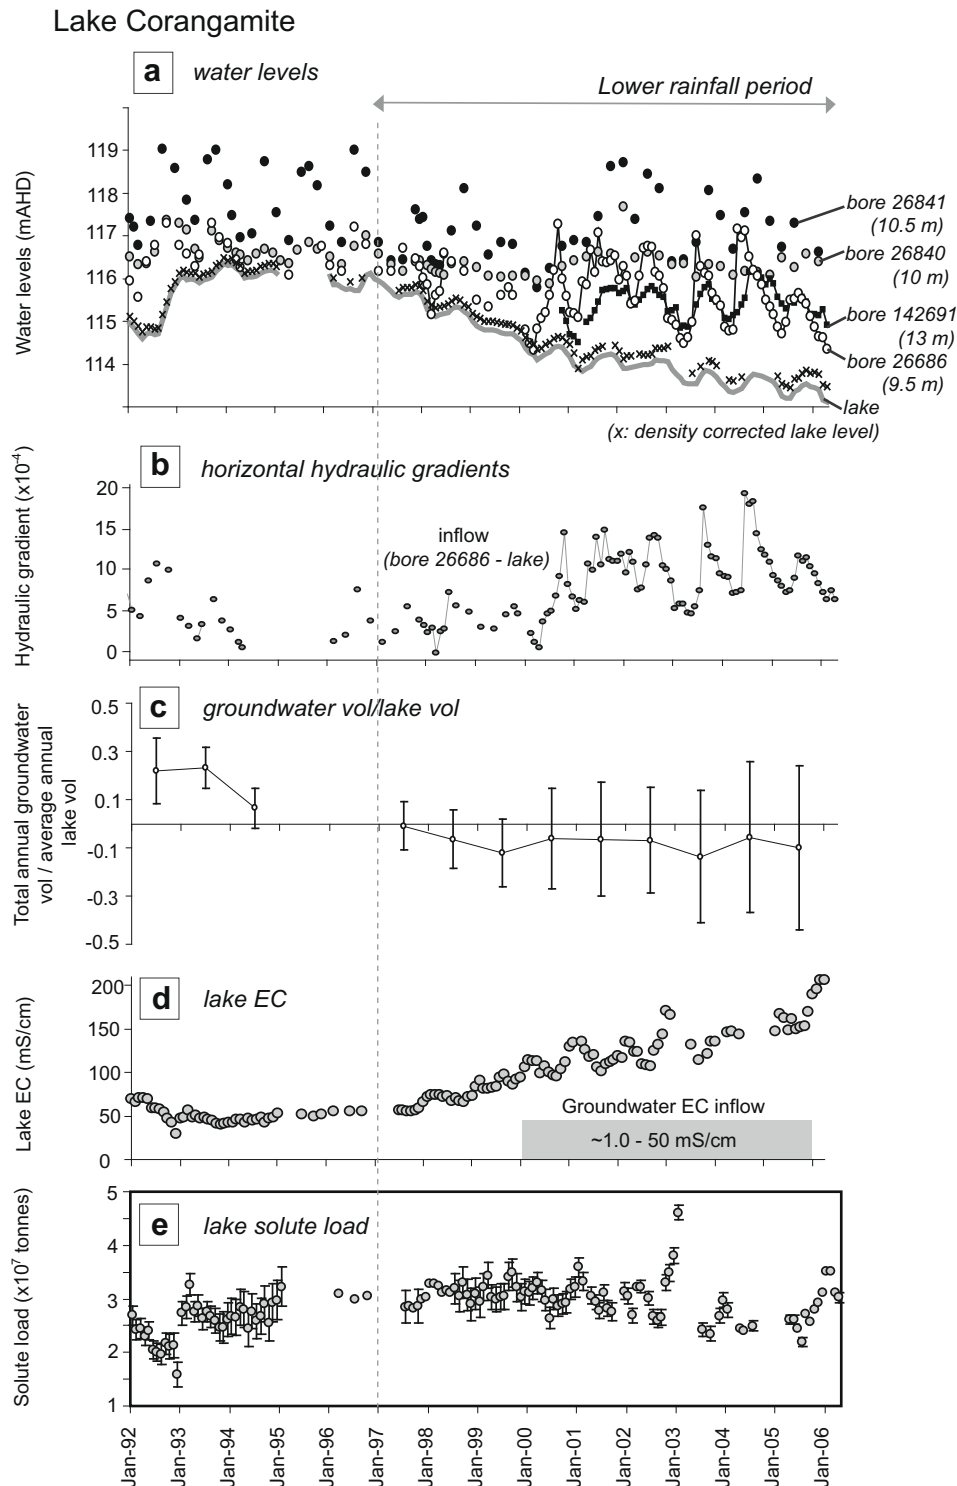 Lake Corangamite
a water levels
Lower rainfall period
Water levels (mAHD)
119
118
117
116
115
114
bore 26841
(10.5 m)
bore 26840
(10 m)
bore 142691
(13 m)
bore 26686
(9.5 m)
lake
(x: density corrected lake level)
b horizontal hydraulic gradients
Hydraulic gradient (x10⁻⁴)
20
15
10
5
0
inflow
(bore 26686 - lake)
c groundwater vol/lake vol
Total annual groundwater
vol / average annual
lake vol
0.5
0.3
0.1
-0.1
-0.3
-0.5
d lake EC
Lake EC (mS/cm)
200
150
100
50
0
Groundwater EC inflow
~1.0 - 50 mS/cm
e lake solute load
Solute load (x10⁷ tonnes)
5
4
3
2
1
Jan-92
Jan-93
Jan-94
Jan-95
Jan-96
Jan-97
Jan-98
Jan-99
Jan-00
Jan-01
Jan-02
Jan-03
Jan-04
Jan-05
Jan-06